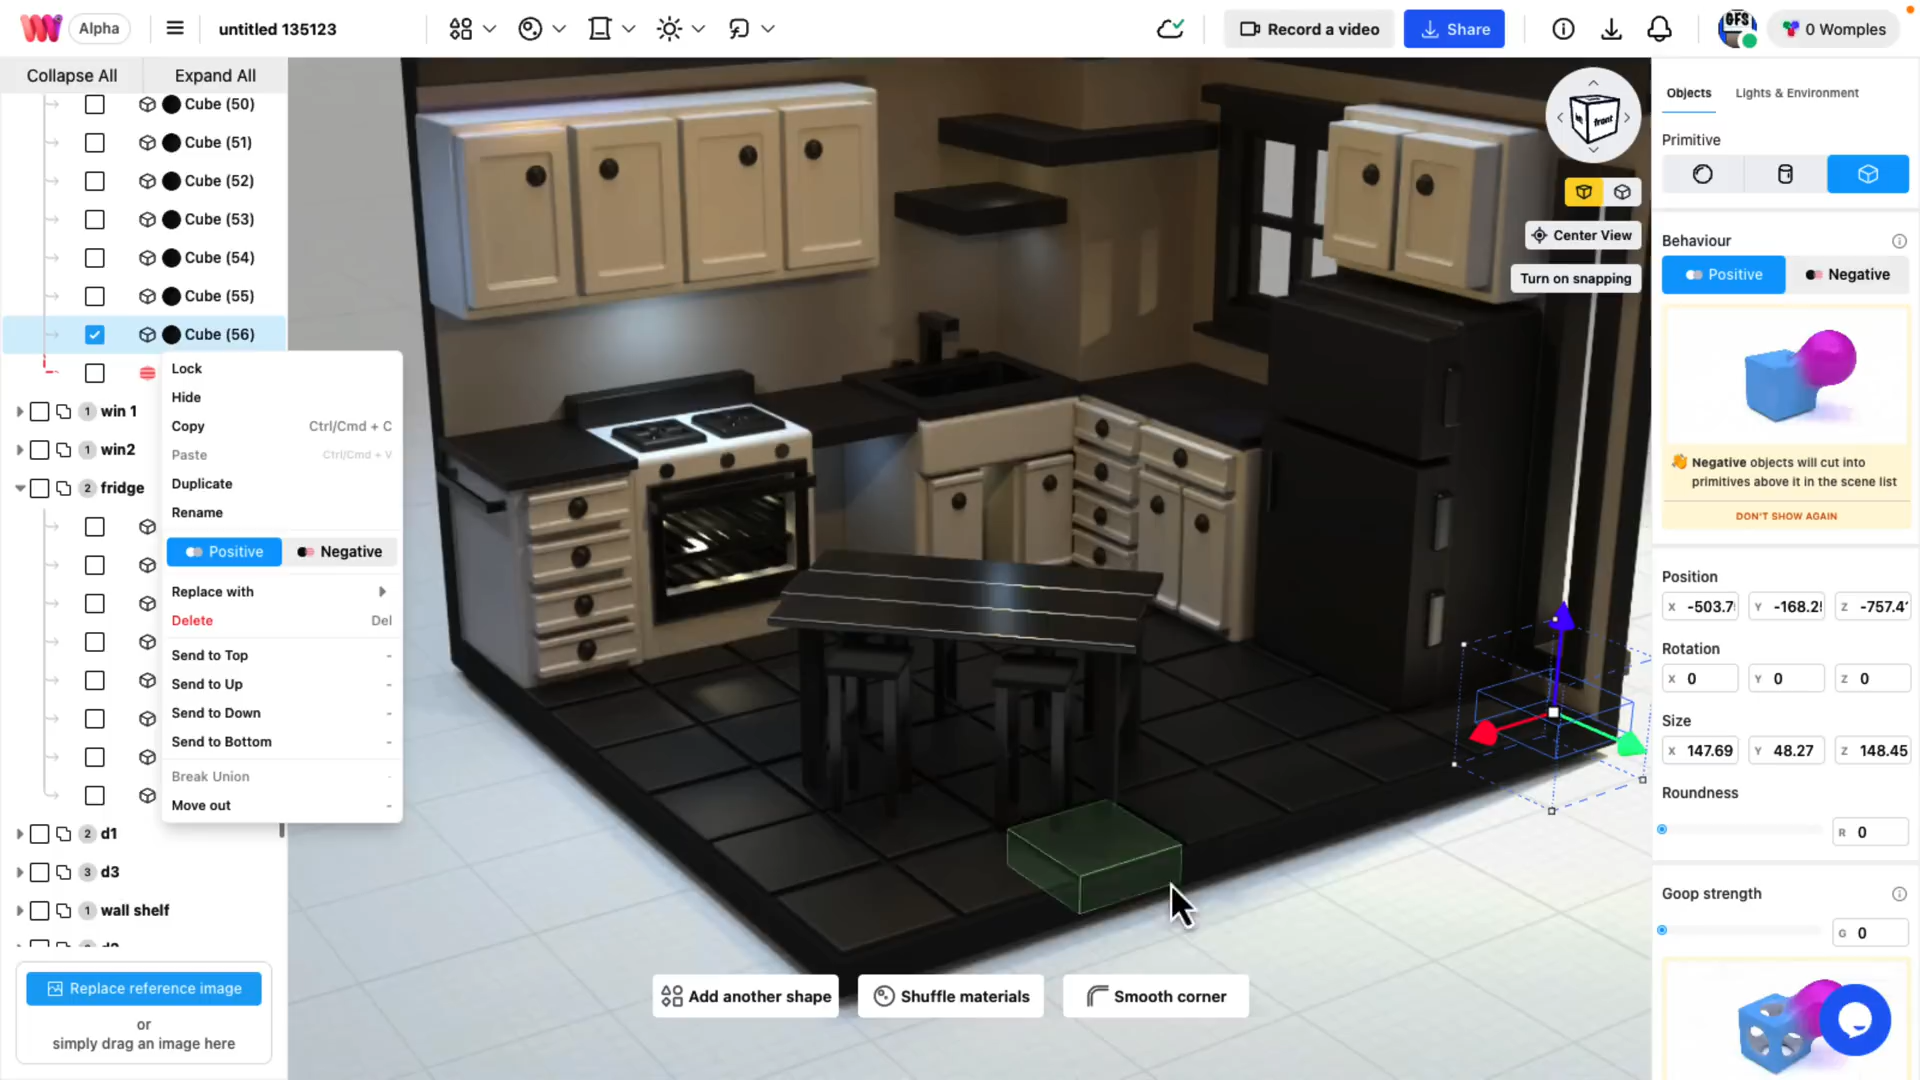 Alpha
untitled 135123
Record a video
Share
GFS
0 Womples
Collapse All
Expand All
Cube (50)
Cube (51)
Cube (52)
Cube (53)
Cube (54)
Cube (55)
Cube (56)
1 win 1
1 win2
2 fridge
2 d1
3 d3
1 wall shelf
Lock
Hide
Copy Ctrl/Cmd + C
Paste Ctrl/Cmd + V
Duplicate
Rename
Positive Negative
Replace with
Delete Del
Send to Top -
Send to Up -
Send to Down -
Send to Bottom -
Break Union -
Move out -
Replace reference image
or
simply drag an image here
front
Center View
Turn on snapping
Add another shape
Shuffle materials
Smooth corner
Objects
Lights & Environment
Primitive
Behaviour
Positive
Negative
Negative objects will cut into
primitives above it in the scene list
DON'T SHOW AGAIN
Position
X -503.7 Y -168.2 Z -757.4
Rotation
X 0 Y 0 Z 0
Size
X 147.69 Y 48.27 Z 148.45
Roundness
R 0
Goop strength
G 0